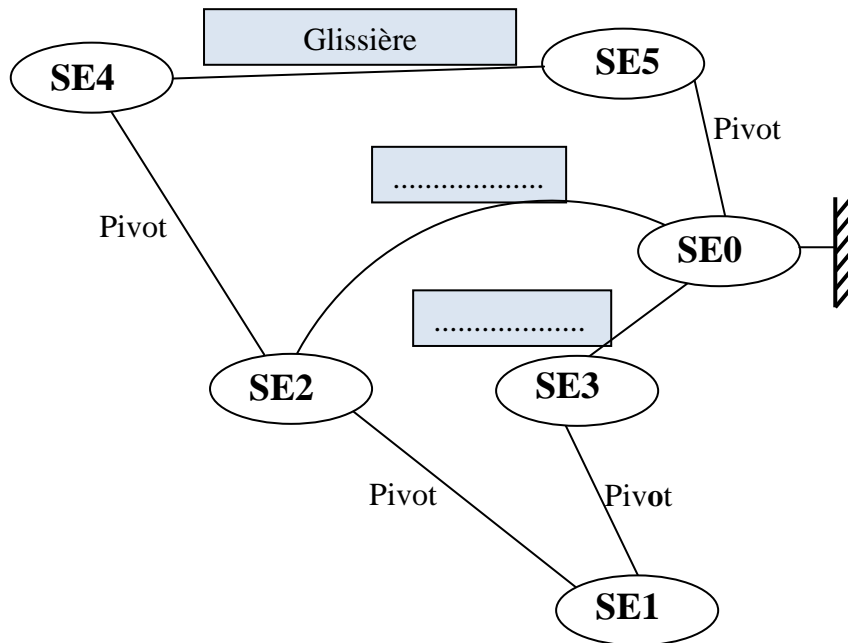 Glissière
SE4
SE5
Pivot
...................
Pivot
SE0
...................
SE2
SE3
Pivot
Pivot
SE1